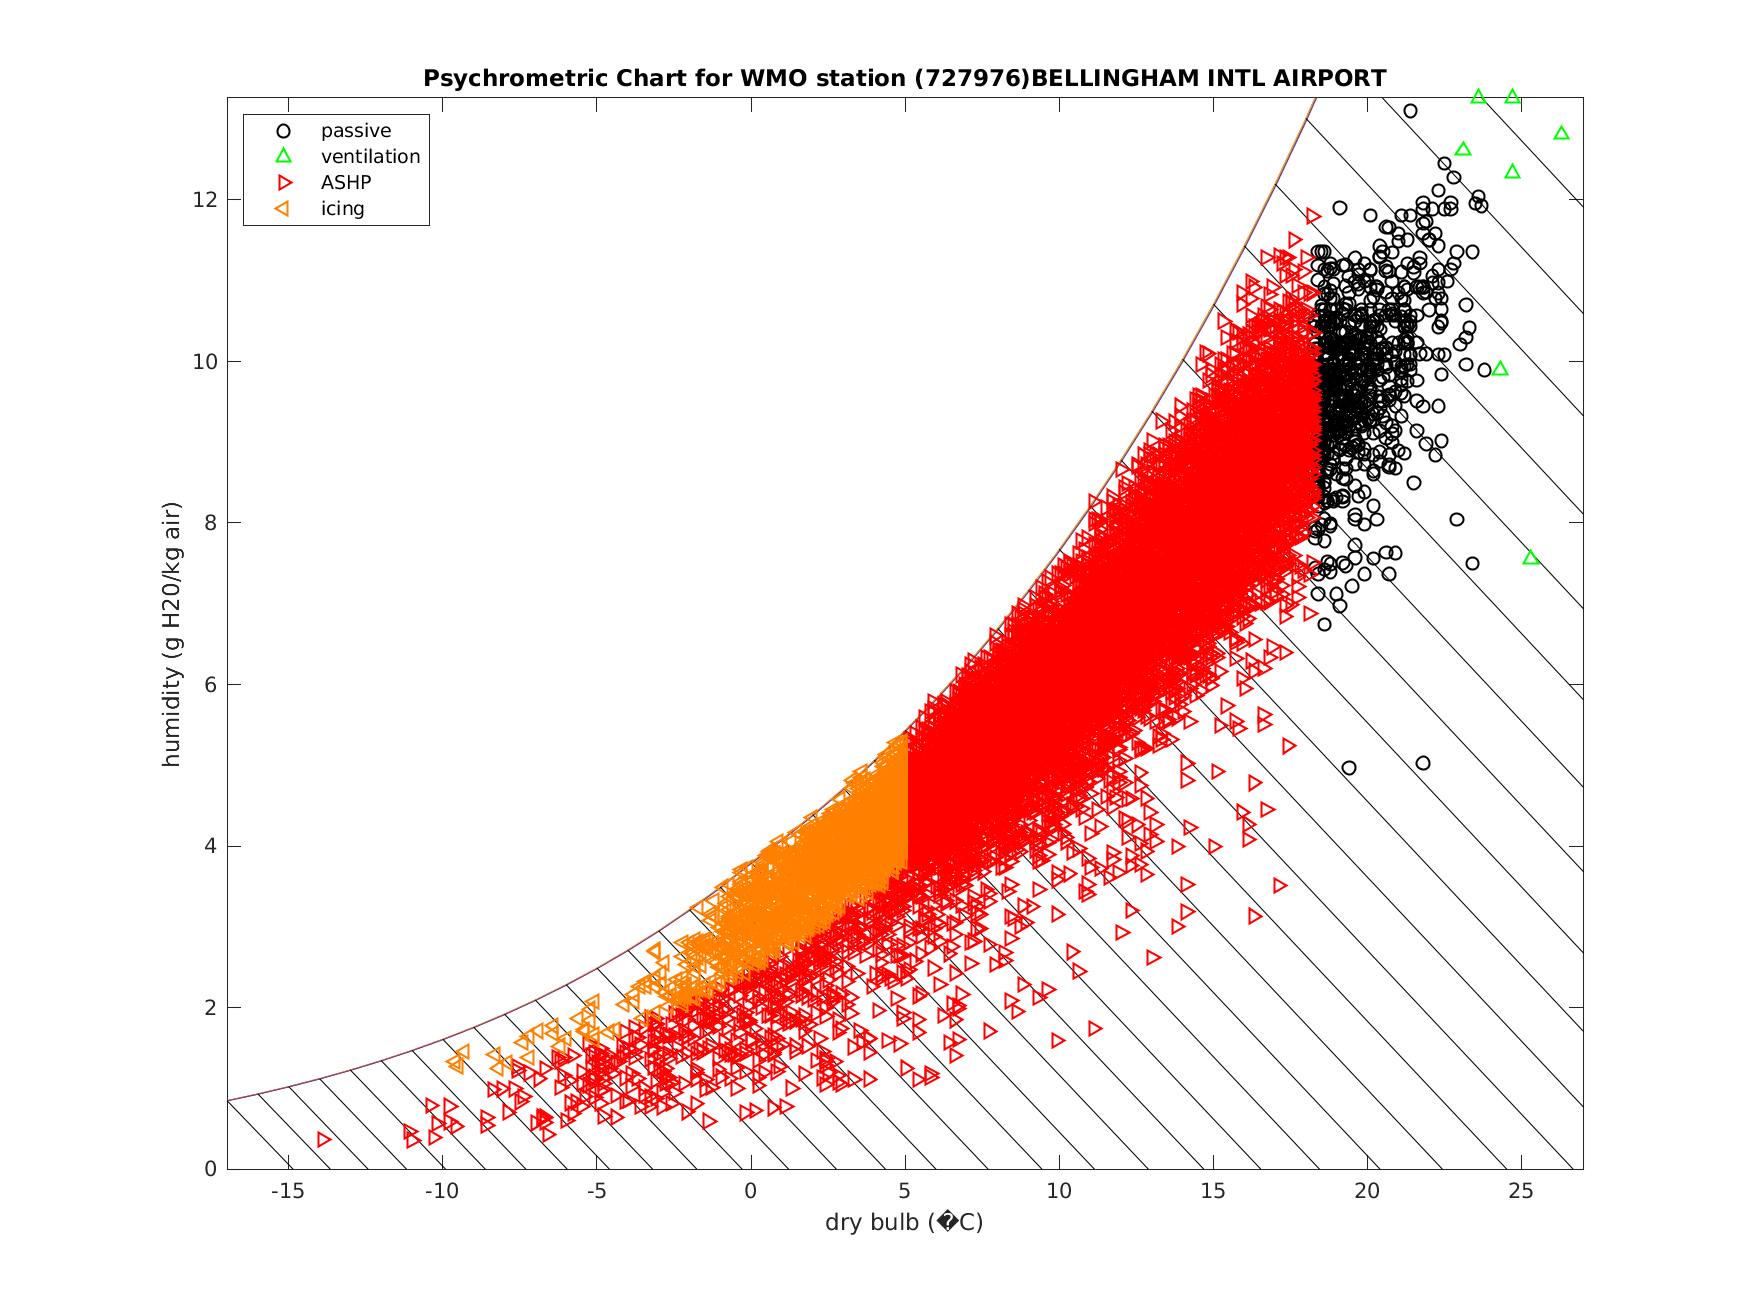 Psychrometric Chart for WMO station (727976)BELLINGHAM INTL AIRPORT
passive
ventilation
ASHP
icing
12
10
8
6
4
2
0
humidity (g H20/kg air)
-15 -10 -5 0 5 10 15 20 25
dry bulb (�C)